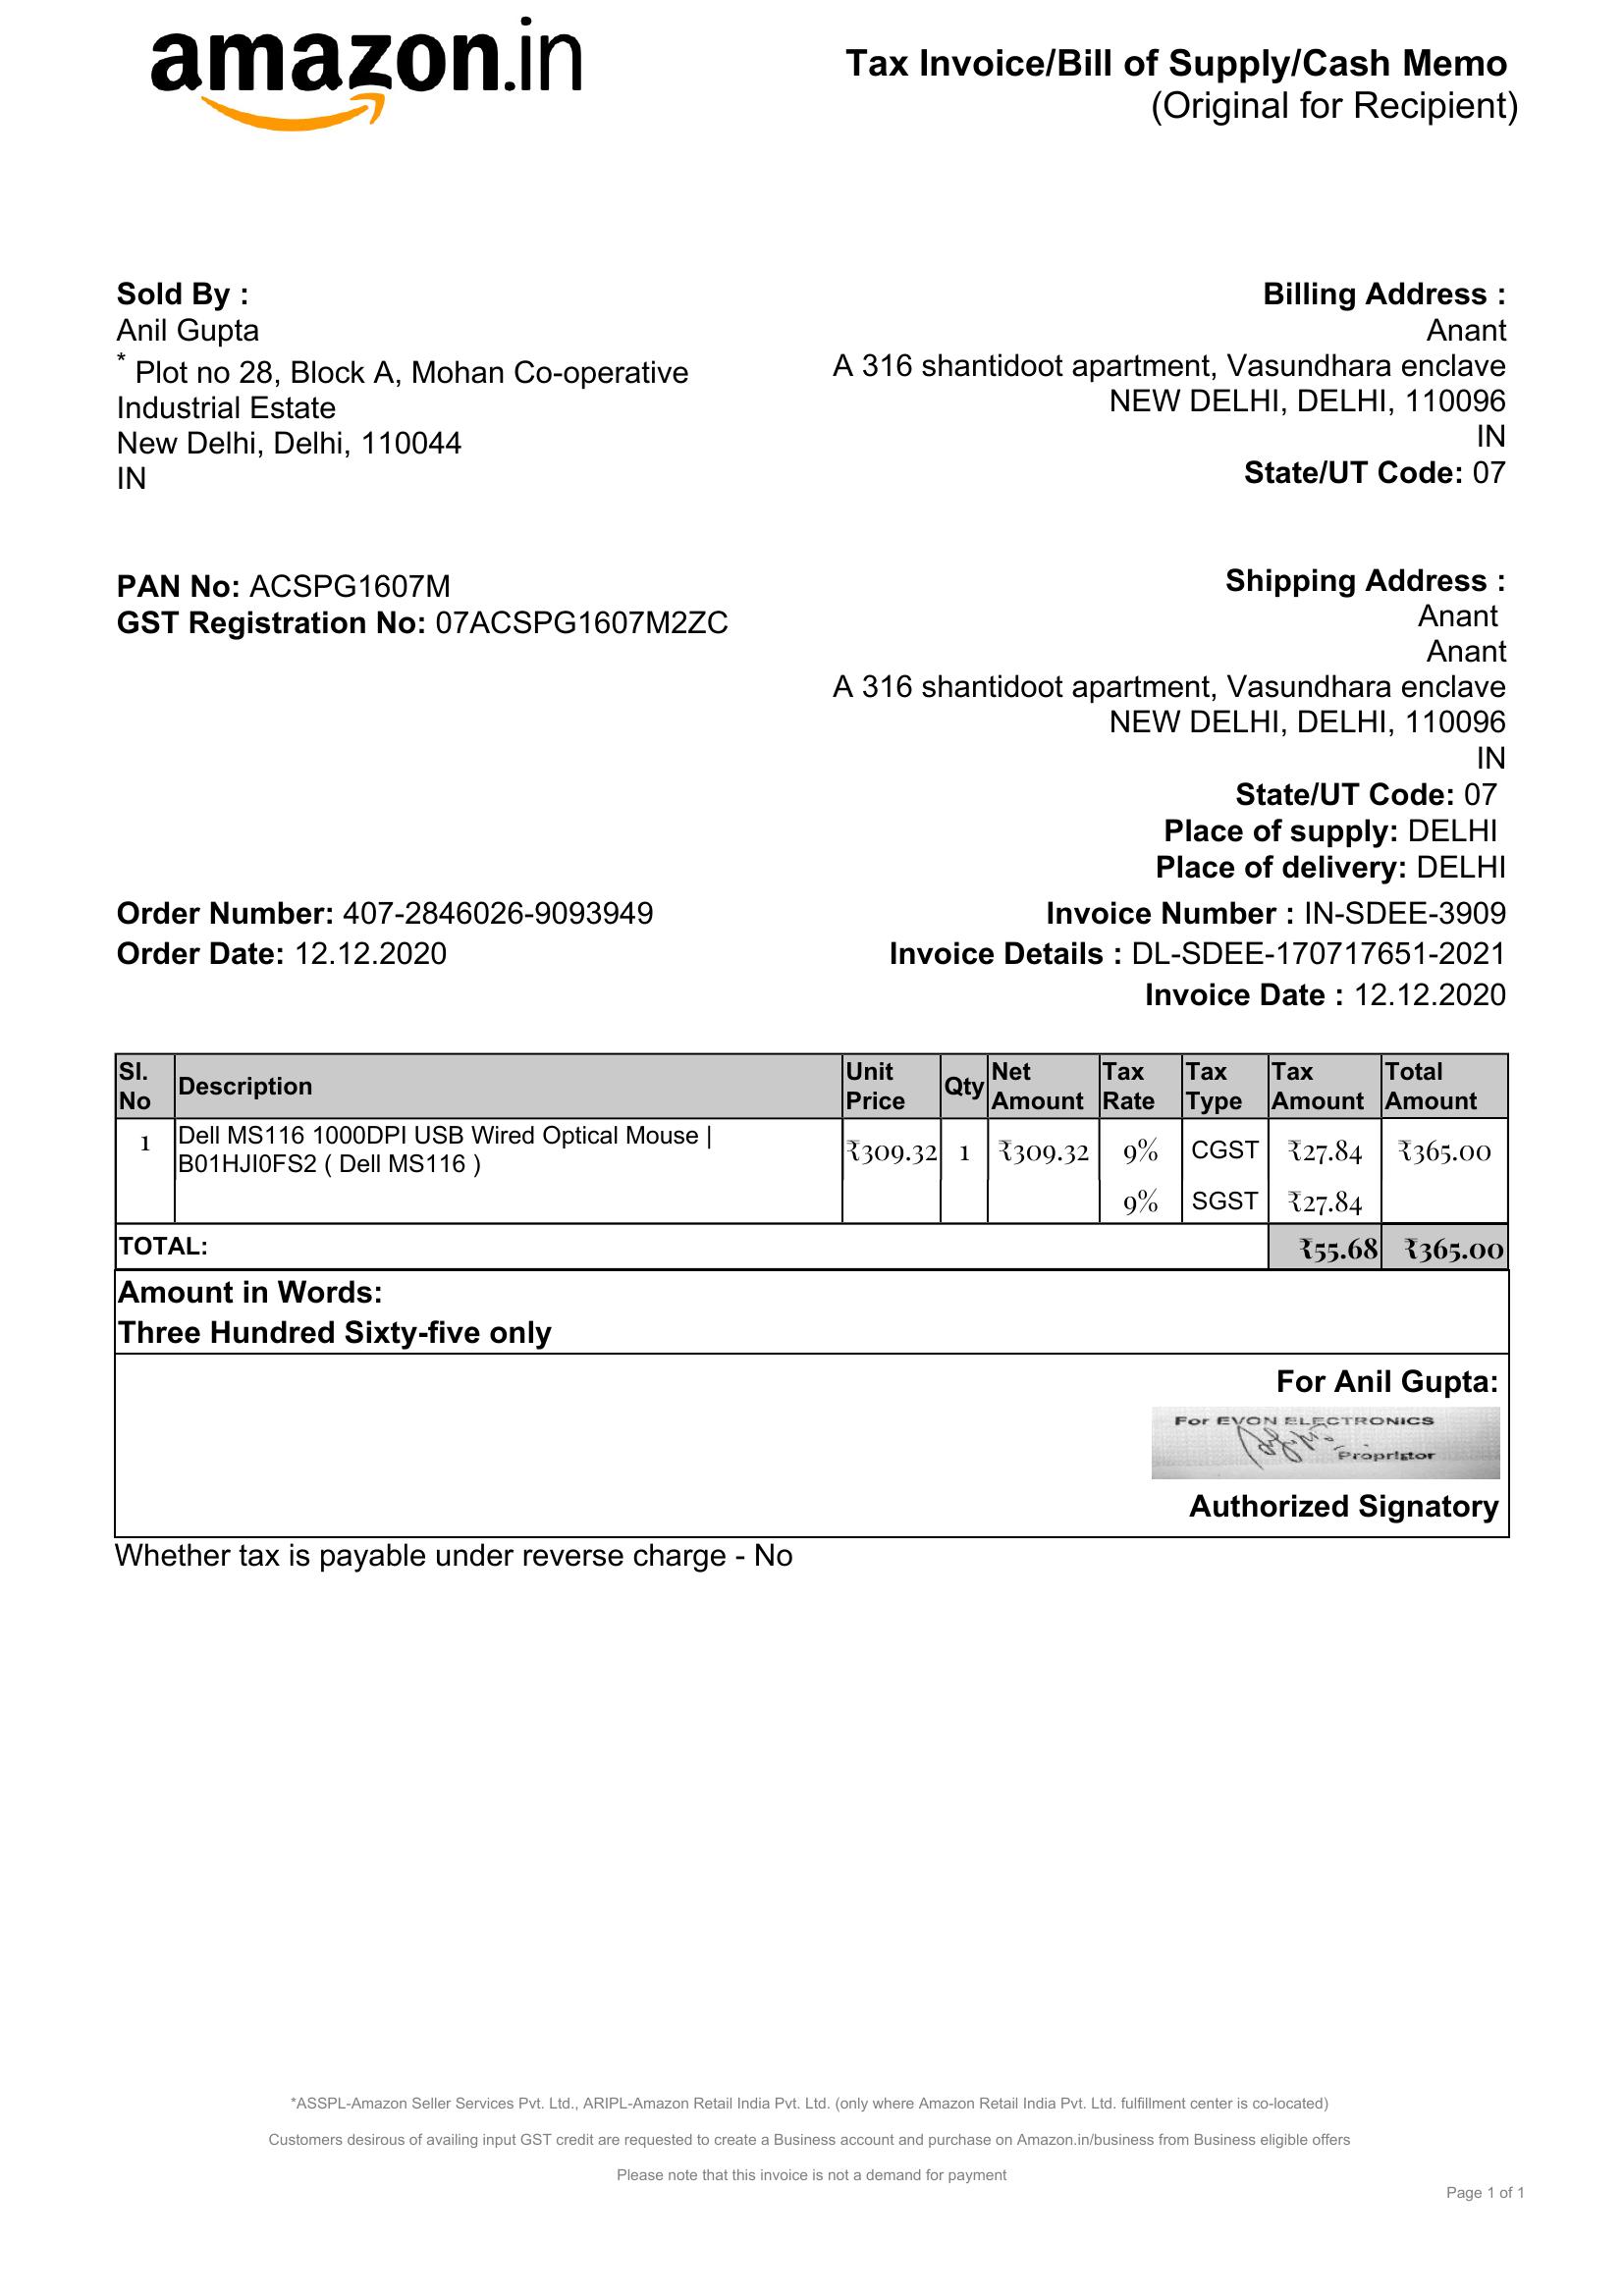 amazon.in
Tax Invoice/Bill of Supply/Cash Memo
(Original for Recipient)
Sold By :
Anil Gupta
* Plot no 28, Block A, Mohan Co-operative
Industrial Estate
New Delhi, Delhi, 110044
IN
Billing Address :
Anant
A 316 shantidoot apartment, Vasundhara enclave
NEW DELHI, DELHI, 110096
IN
State/UT Code: 07
PAN No: ACSPG1607M
GST Registration No: 07ACSPG1607M2ZC
Shipping Address :
Anant
Anant
A 316 shantidoot apartment, Vasundhara enclave
NEW DELHI, DELHI, 110096
IN
State/UT Code: 07
Place of supply: DELHI
Place of delivery: DELHI
Order Number: 407-2846026-9093949
Order Date: 12.12.2020
Invoice Number : IN-SDEE-3909
Invoice Details : DL-SDEE-170717651-2021
Invoice Date : 12.12.2020
Sl. No Description Unit Price Qty Net Amount Tax Rate Tax Type Tax Amount Total Amount
1 Dell MS116 1000DPI USB Wired Optical Mouse | ₹309.32 1 ₹309.32 9% CGST ₹27.84 ₹365.00
B01HJI0FS2 ( Dell MS116 )
9% SGST ₹27.84
TOTAL: ₹55.68 ₹365.00
Amount in Words:
Three Hundred Sixty-five only
For Anil Gupta:
For EVON ELECTRONICS
Proprietor
Authorized Signatory
Whether tax is payable under reverse charge - No
*ASSPL-Amazon Seller Services Pvt. Ltd., ARIPL-Amazon Retail India Pvt. Ltd. (only where Amazon Retail India Pvt. Ltd. fulfillment center is co-located)
Customers desirous of availing input GST credit are requested to create a Business account and purchase on Amazon.in/business from Business eligible offers
Please note that this invoice is not a demand for payment
Page 1 of 1